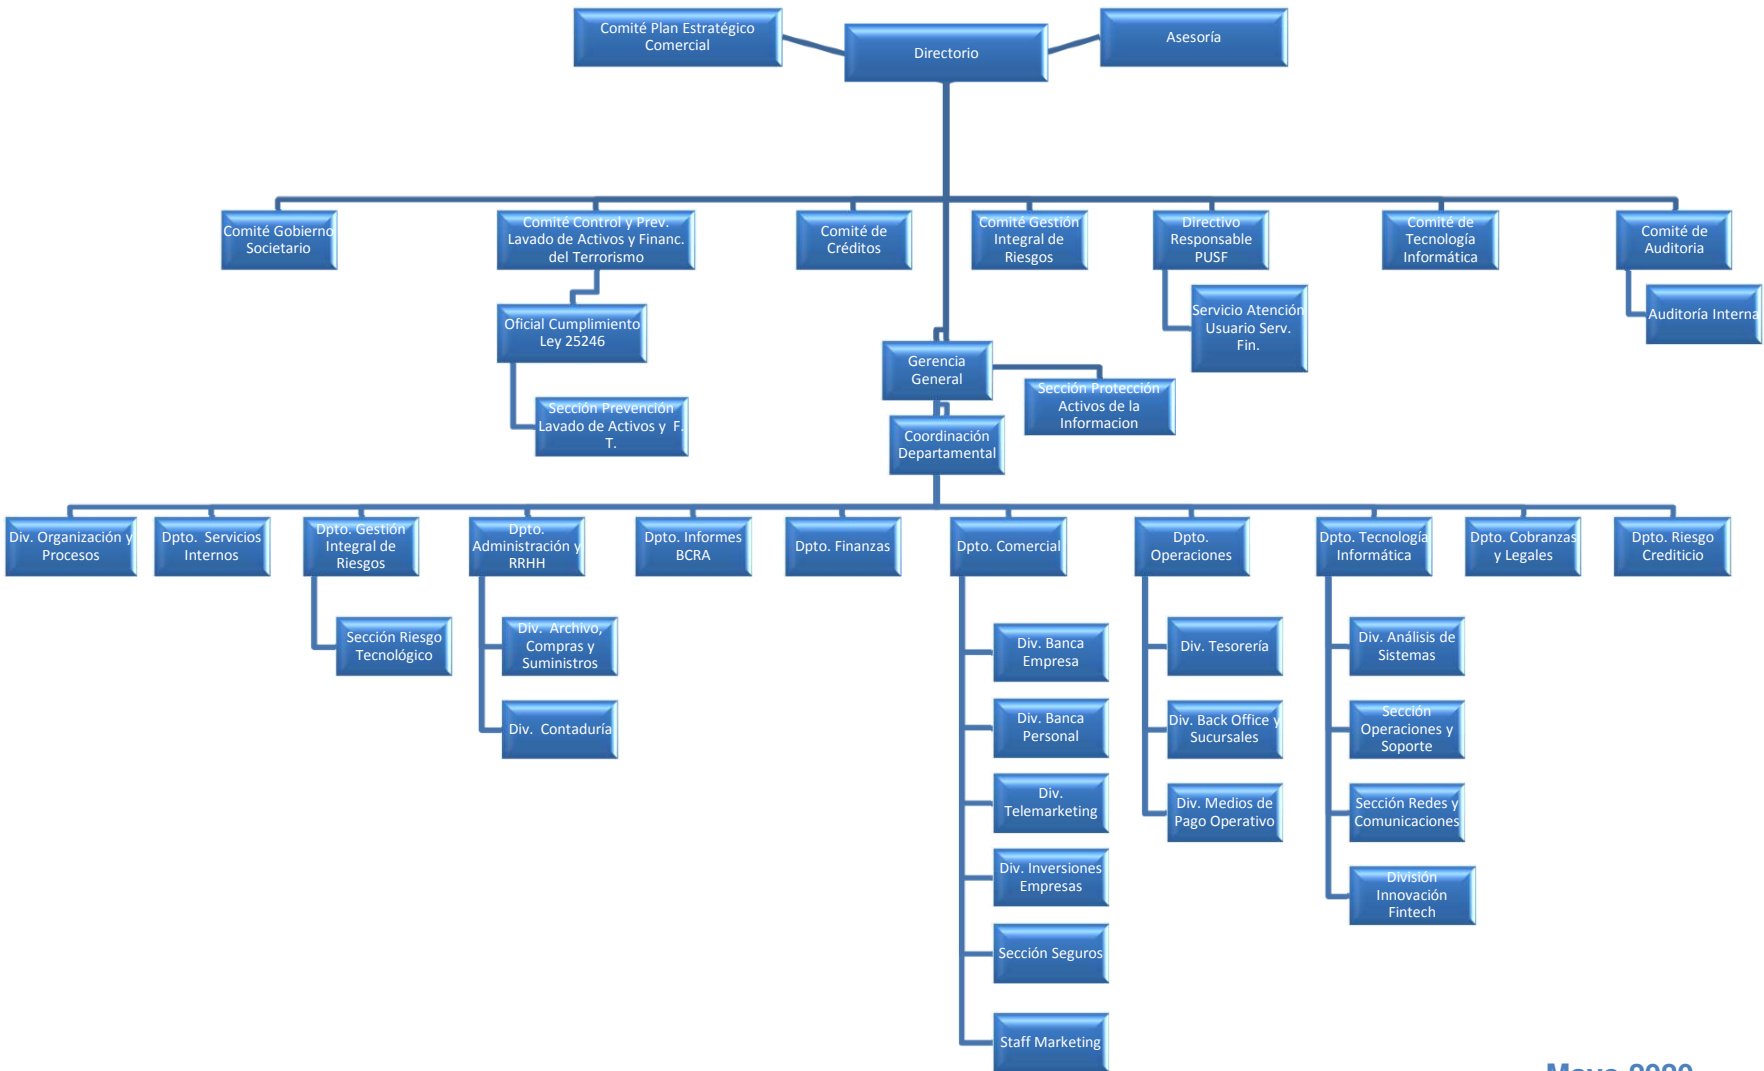 Comité Plan Estratégico
Comercial
Directorio
Asesoría
Comité Gobierno
Societario
Comité Control y Prev.
Lavado de Activos y Financ.
del Terrorismo
Comité de
Créditos
Comité Gestión
Integral de
Riesgos
Directivo
Responsable
PUSF
Comité de
Tecnología
Informática
Comité de
Auditoria
Oficial Cumplimiento
Ley 25246
Servicio Atención
Usuario Serv.
Fin.
Auditoría Interna
Gerencia
General
Sección Protección
Activos de la
Informacion
Sección Prevención
Lavado de Activos y F.
T.
Coordinación
Departamental
Div. Organización y
Procesos
Dpto. Servicios
Internos
Dpto. Gestión
Integral de
Riesgos
Dpto.
Administración y
RRHH
Dpto. Informes
BCRA
Dpto. Finanzas
Dpto. Comercial
Dpto.
Operaciones
Dpto. Tecnología
Informática
Dpto. Cobranzas
y Legales
Dpto. Riesgo
Crediticio
Sección Riesgo
Tecnológico
Div. Archivo,
Compras y
Suministros
Div. Contaduría
Div. Banca
Empresa
Div. Banca
Personal
Div.
Telemarketing
Div. Inversiones
Empresas
Sección Seguros
Staff Marketing
Div. Tesorería
Div. Back Office y
Sucursales
Div. Medios de
Pago Operativo
Div. Análisis de
Sistemas
Sección
Operaciones y
Soporte
Sección Redes y
Comunicaciones
División
Innovación
Fintech
Mayo 2020